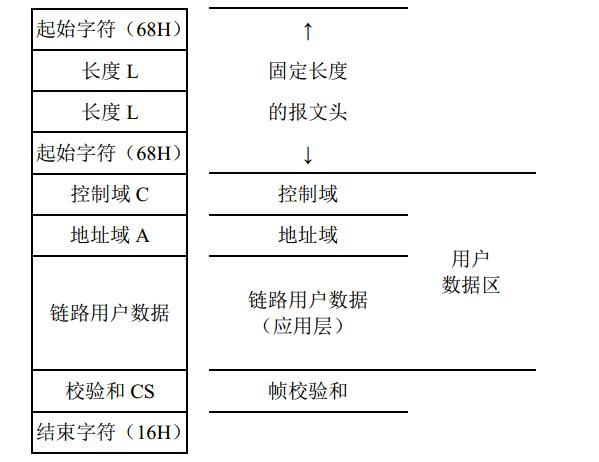 起始字符（68H）
↑
长度 L
固定长度
长度 L
的报文头
起始字符（68H）
↓
控制域 C
控制域
地址域 A
地址域
用户
数据区
链路用户数据
链路用户数据
（应用层）
校验和 CS
帧校验和
结束字符（16H）